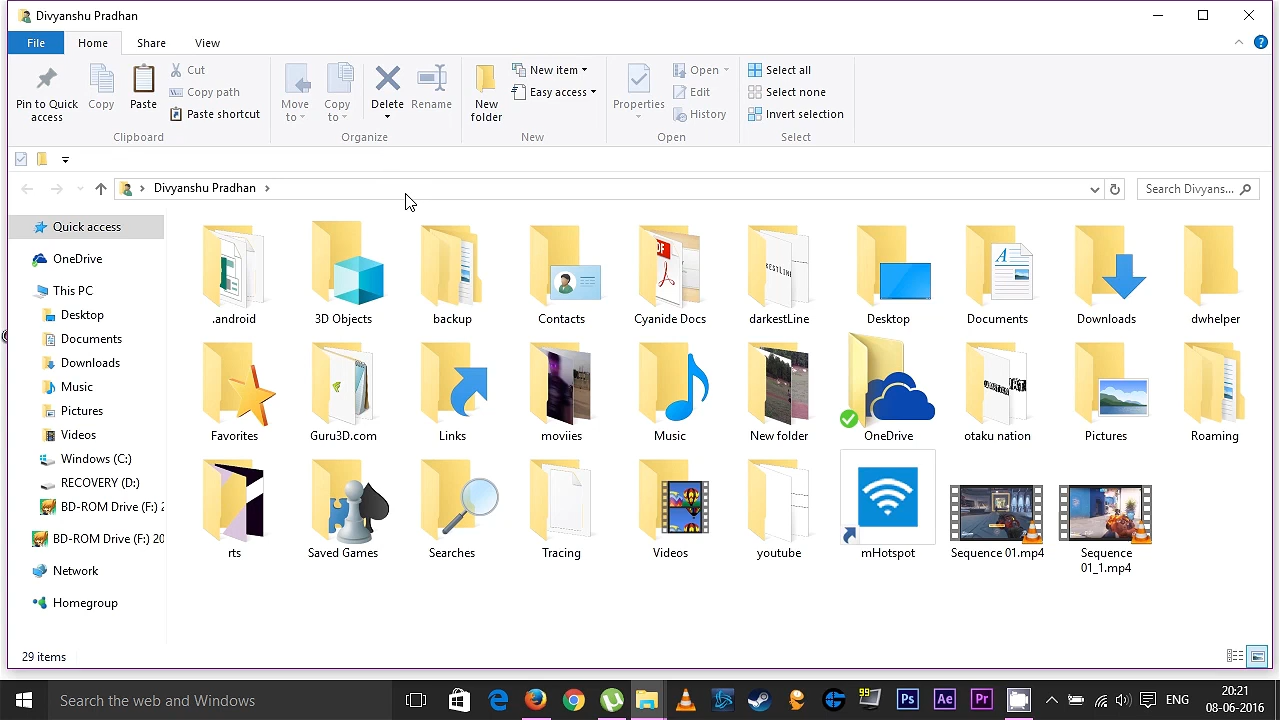 Divyanshu Pradhan
File Home Share View
Pin to Quick access
Copy
Paste
Cut
Copy path
Paste shortcut
Clipboard
Move to
Copy to
Delete
Rename
Organize
New folder
New item
Easy access
New
Properties
Open
Edit
History
Open
Select all
Select none
Invert selection
Select
Divyanshu Pradhan
Search Divyans...
Quick access
OneDrive
This PC
Desktop
Documents
Downloads
Music
Pictures
Videos
Windows (C:)
RECOVERY (D:)
BD-ROM Drive (F:) 2
BD-ROM Drive (F:) 20
Network
Homegroup
.android 3D Objects backup Contacts Cyanide Docs darkestLine Desktop Documents Downloads dwhelper
Favorites Guru3D.com Links moviies Music New folder OneDrive otaku nation Pictures Roaming
rts Saved Games Searches Tracing Videos youtube mHotspot Sequence 01.mp4 Sequence 01_1.mp4
29 items
Search the web and Windows
99
Ps Ae Pr
ENG
20:21
08-06-2016